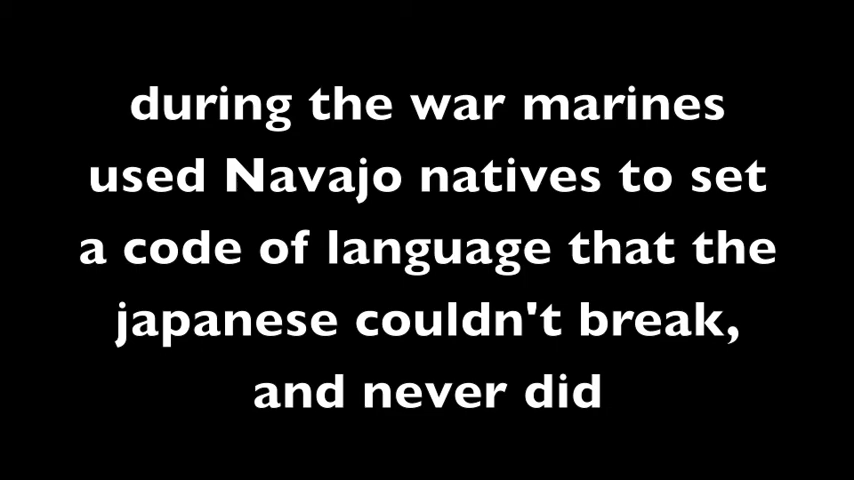 during the war marines
used Navajo natives to set
a code of language that the
japanese couldn't break,
and never did